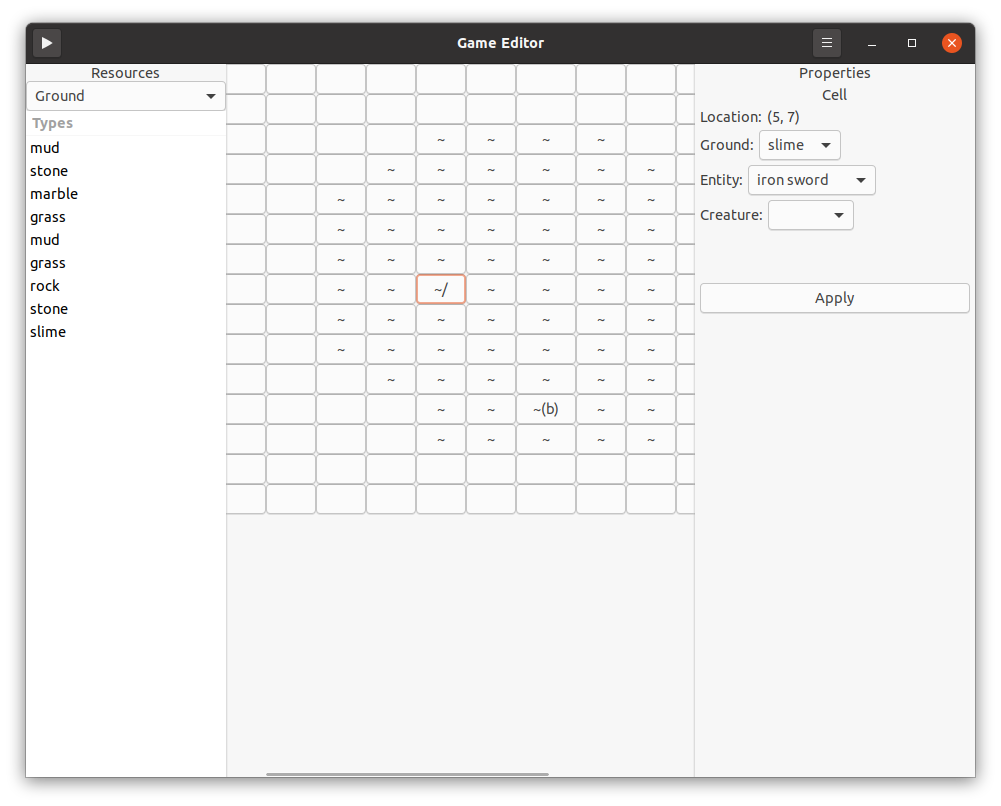 Game Editor
Resources
Ground
Types
mud
stone
marble
grass
mud
grass
rock
stone
slime
~ ~ ~ ~
~ ~ ~ ~ ~ ~
~ ~ ~ ~ ~ ~ ~
~ ~ ~ ~ ~ ~ ~
~ ~ ~ ~ ~ ~ ~
~ ~ ~/ ~ ~ ~ ~
~ ~ ~ ~ ~ ~ ~
~ ~ ~ ~ ~ ~ ~
~ ~ ~ ~ ~ ~
~ ~ ~(b) ~ ~
~ ~ ~ ~ ~
Properties
Cell
Location: (5, 7)
Ground: slime
Entity: iron sword
Creature:
Apply